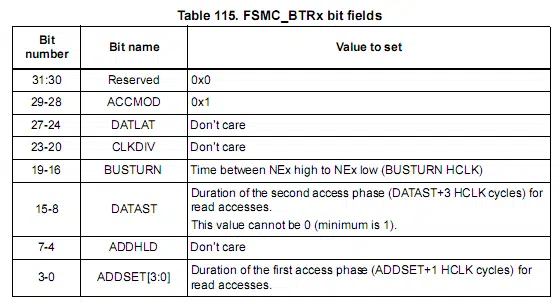 Table 115. FSMC_BTRx bit fields
Bit number Bit name Value to set
31:30 Reserved 0x0
29-28 ACCMOD 0x1
27-24 DATLAT Don't care
23-20 CLKDIV Don't care
19-16 BUSTURN Time between NEx high to NEx low (BUSTURN HCLK)
15-8 DATAST Duration of the second access phase (DATAST+3 HCLK cycles) for
read accesses.
This value cannot be 0 (minimum is 1).
7-4 ADDHLD Don't care
3-0 ADDSET[3:0] Duration of the first access phase (ADDSET+1 HCLK cycles) for
read accesses.